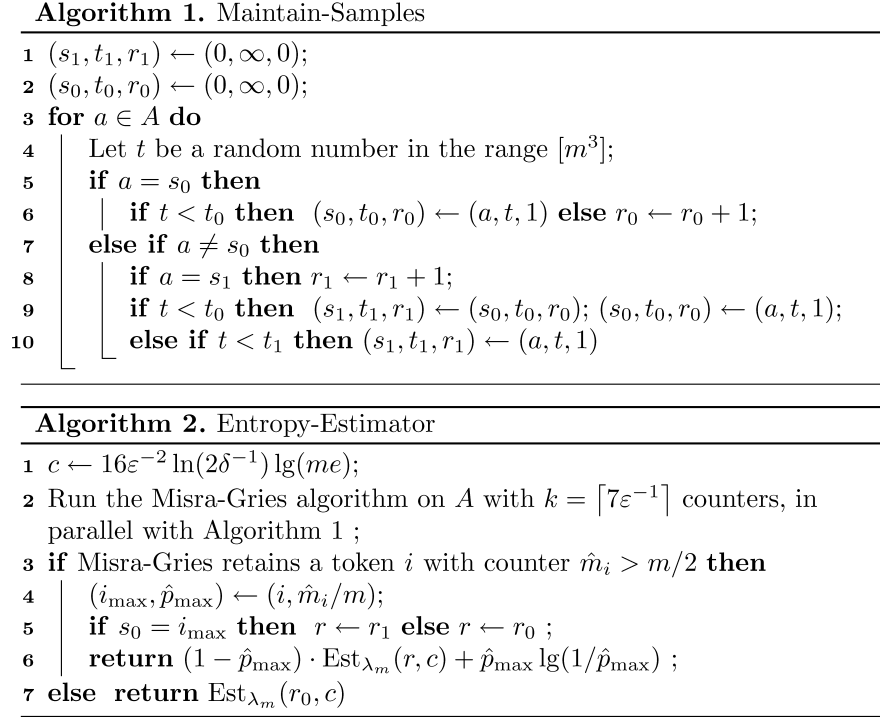 Algorithm 1. Maintain-Samples
1 (s₁, t₁, r₁) ← (0, ∞, 0);
2 (s₀, t₀, r₀) ← (0, ∞, 0);
3 for a ∈ A do
4 Let t be a random number in the range [m³];
5 if a = s₀ then
6 if t < t₀ then (s₀, t₀, r₀) ← (a, t, 1) else r₀ ← r₀ + 1;
7 else if a ≠ s₀ then
8 if a = s₁ then r₁ ← r₁ + 1;
9 if t < t₀ then (s₁, t₁, r₁) ← (s₀, t₀, r₀); (s₀, t₀, r₀) ← (a, t, 1);
10 else if t < t₁ then (s₁, t₁, r₁) ← (a, t, 1)
Algorithm 2. Entropy-Estimator
1 c ← 16ε⁻² ln(2δ⁻¹) lg(me);
2 Run the Misra-Gries algorithm on A with k = ⌈7ε⁻¹⌉ counters, in
parallel with Algorithm 1 ;
3 if Misra-Gries retains a token i with counter m̂ᵢ > m/2 then
4 (i_max, p̂_max) ← (i, m̂ᵢ/m);
5 if s₀ = i_max then r ← r₁ else r ← r₀ ;
6 return (1 − p̂_max) · Est_λₘ(r, c) + p̂_max lg(1/p̂_max) ;
7 else return Est_λₘ(r₀, c)